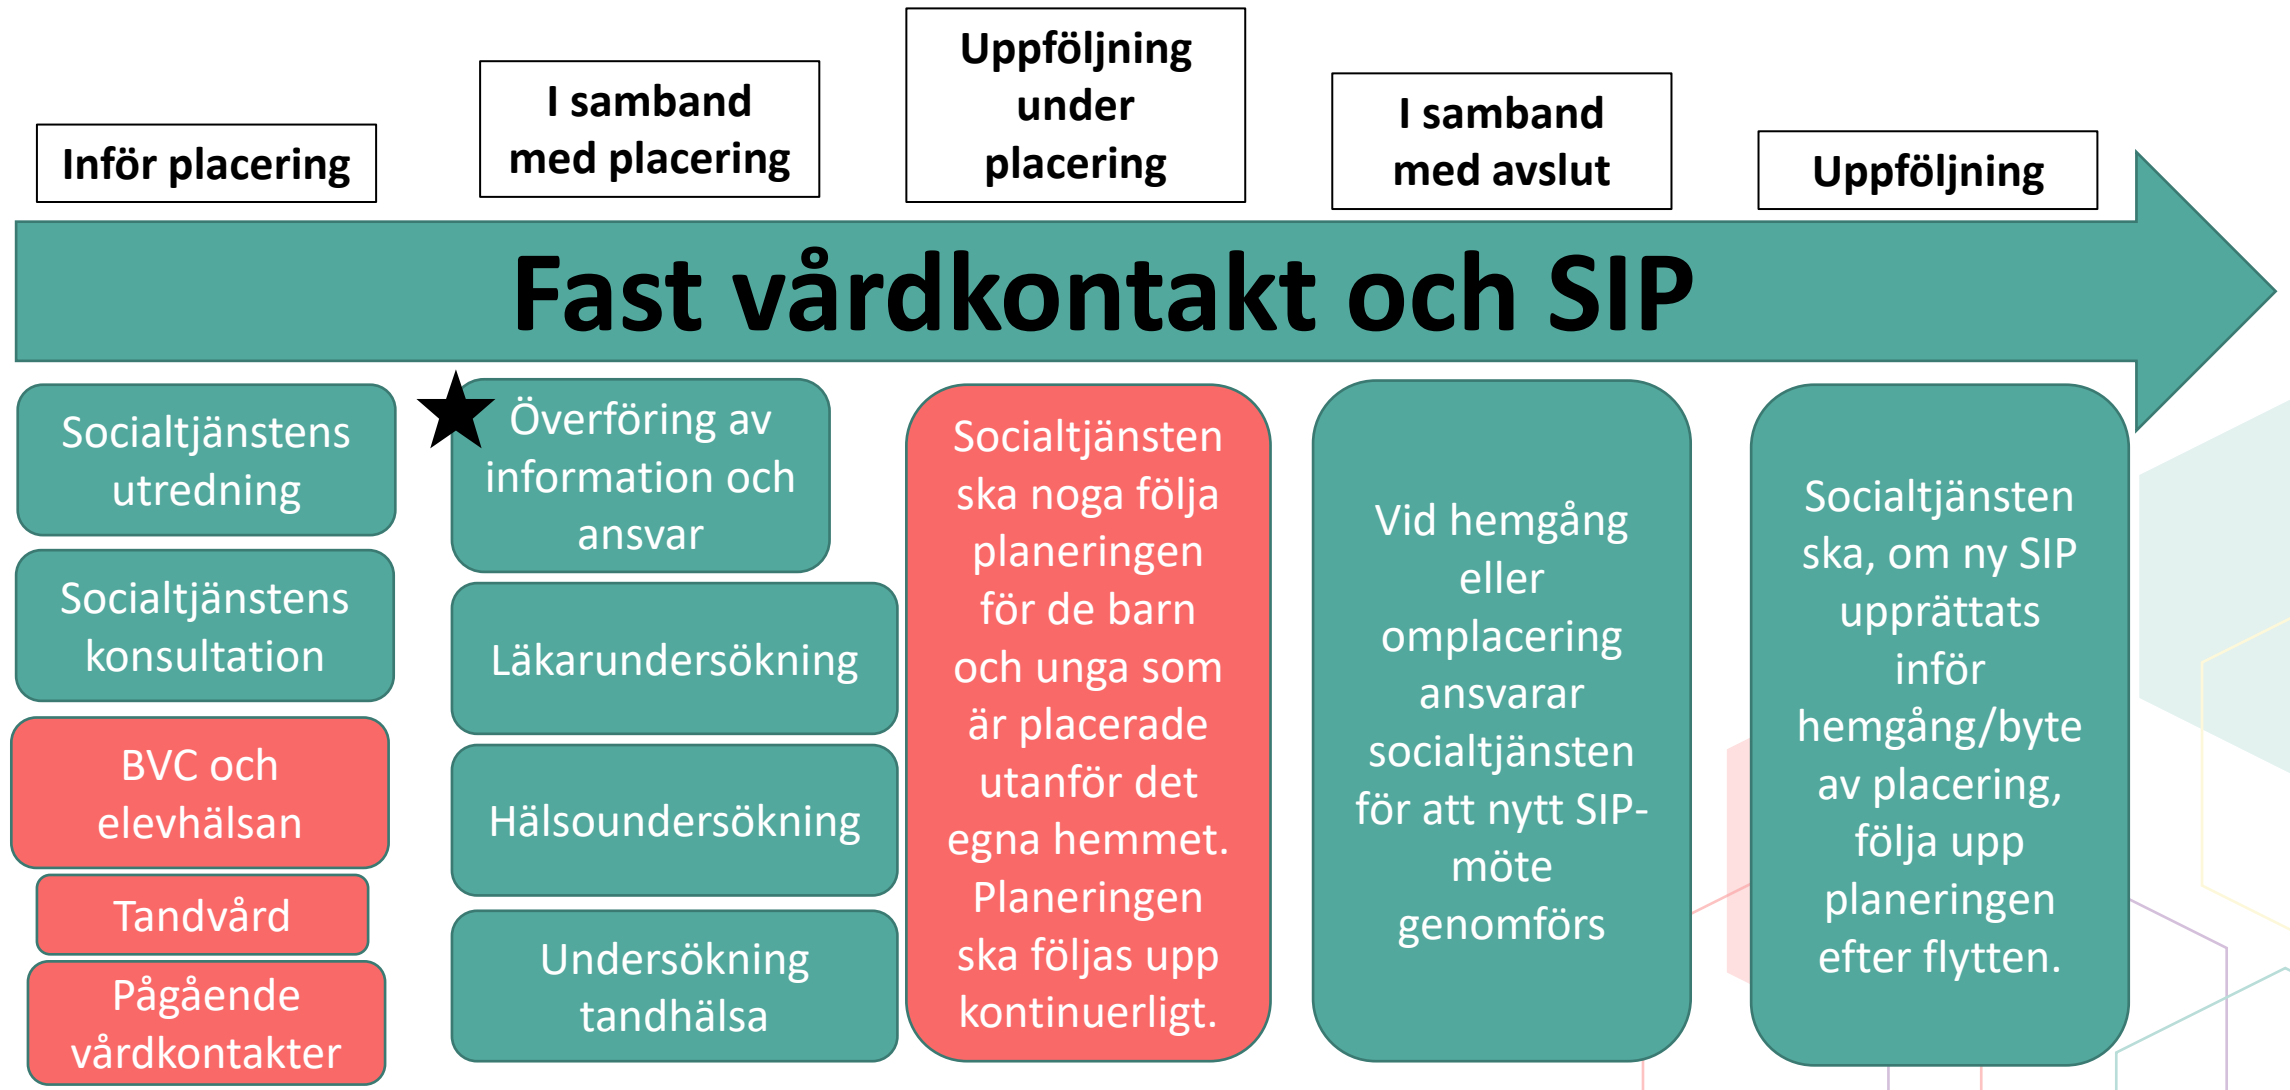 Inför placering
I samband
med placering
Uppföljning
under
placering
I samband
med avslut
Uppföljning
Fast vårdkontakt och SIP
Socialtjänstens
utredning
Socialtjänstens
konsultation
BVC och
elevhälsan
Tandvård
Pågående
vårdkontakter
Överföring av
information och
ansvar
Läkarundersökning
Hälsoundersökning
Undersökning
tandhälsa
Socialtjänsten
ska noga följa
planeringen
för de barn
och unga som
är placerade
utanför det
egna hemmet.
Planeringen
ska följas upp
kontinuerligt.
Vid hemgång
eller
omplacering
ansvarar
socialtjänsten
för att nytt SIP-
möte
genomförs
Socialtjänsten
ska, om ny SIP
upprättats
inför
hemgång/byte
av placering,
följa upp
planeringen
efter flytten.